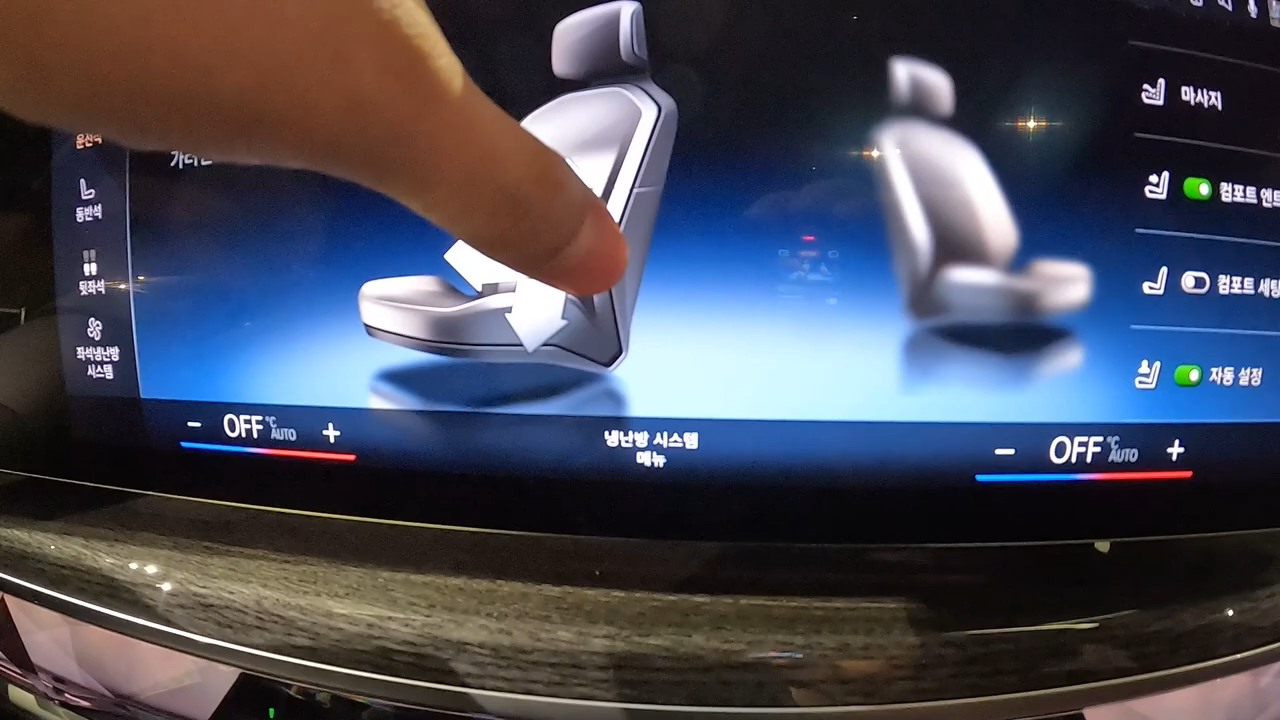 운전석
동반석
뒷좌석
좌석냉난방
시스템
마사지
컴포트
컴포트 세팅
자동 설정
- OFF °C AUTO +
냉난방 시스템
메뉴
- OFF °C AUTO +